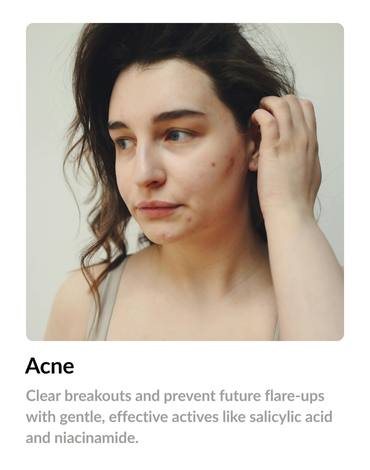 Acne
Clear breakouts and prevent future flare-ups
with gentle, effective actives like salicylic acid
and niacinamide.